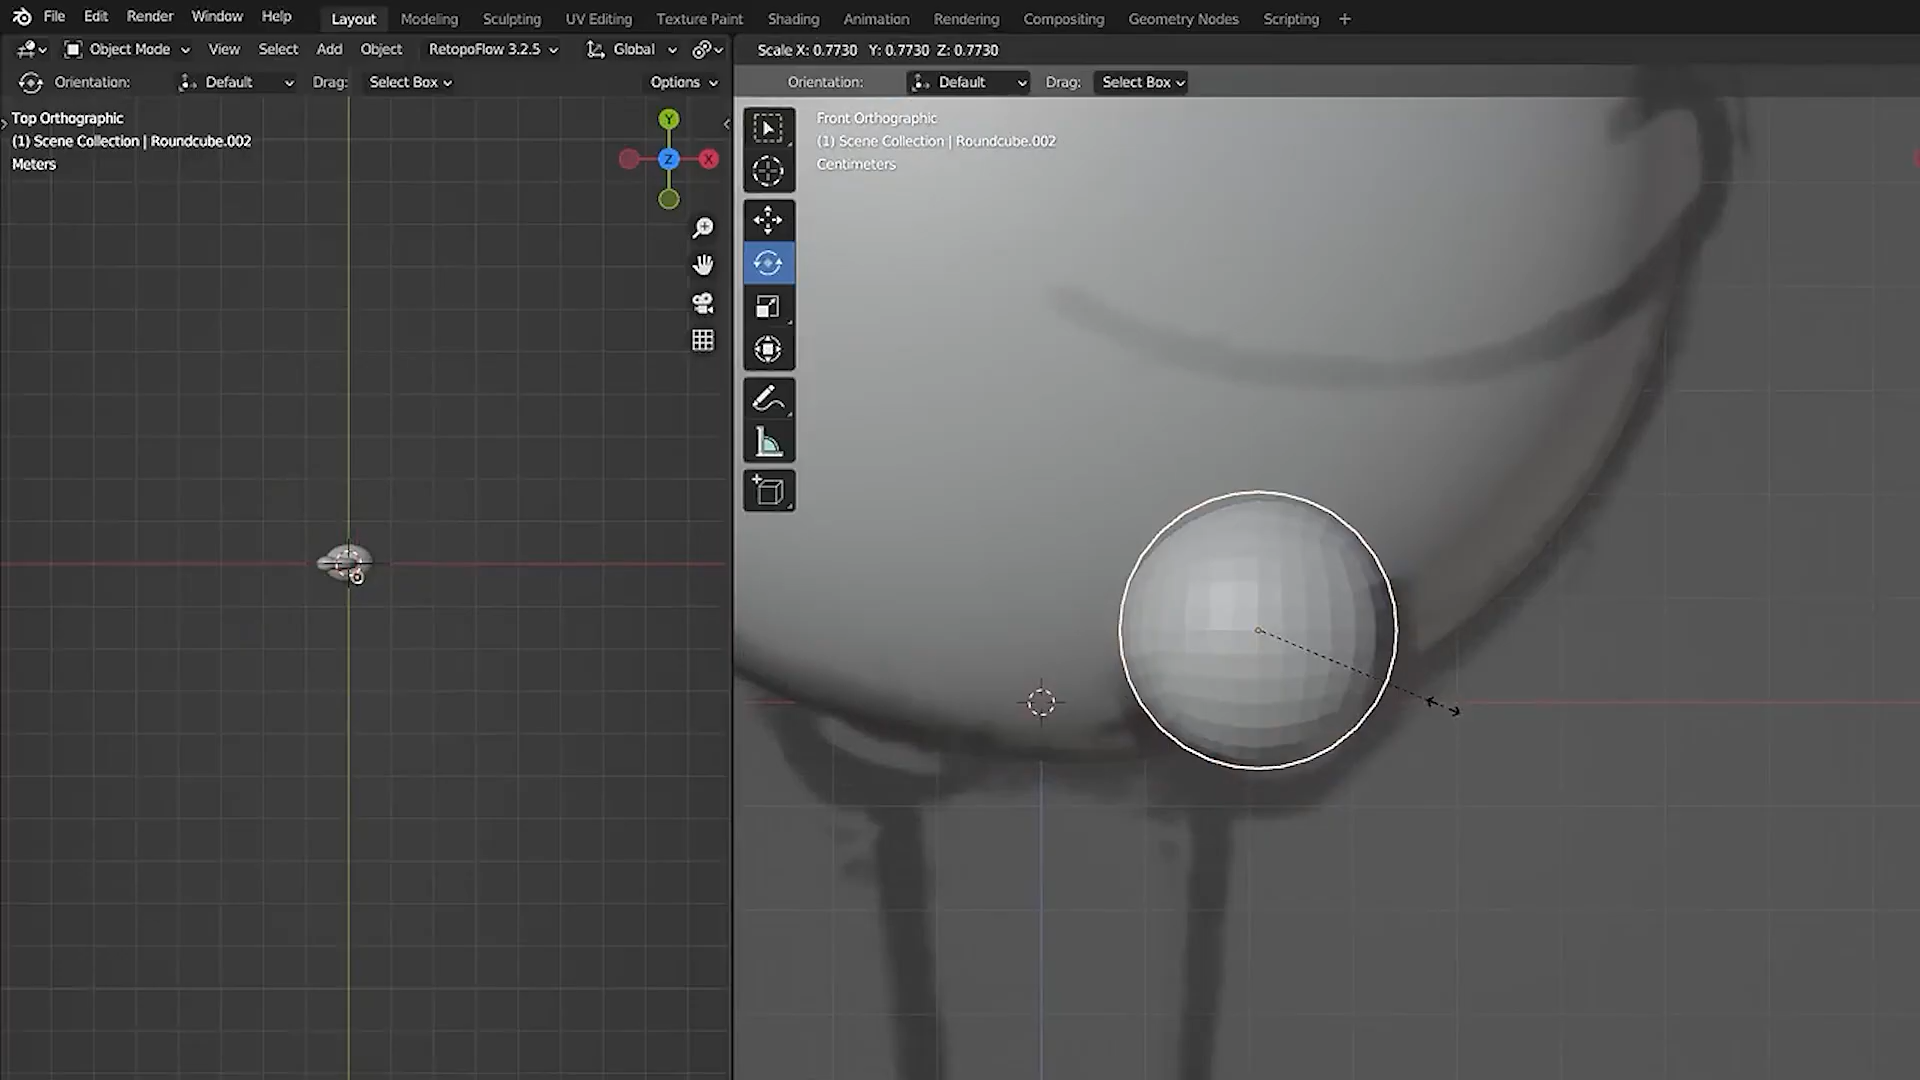 File Edit Render Window Help Layout Modeling Sculpting UV Editing Texture Paint Shading Animation Rendering Compositing Geometry Nodes Scripting +
Object Mode View Select Add Object RetopoFlow 3.2.5 Global
Scale X: 0.7730 Y: 0.7730 Z: 0.7730
Orientation: Default Drag: Select Box Options
Orientation: Default Drag: Select Box
Top Orthographic
(1) Scene Collection | Roundcube.002
Meters
Y
Z
X
Front Orthographic
(1) Scene Collection | Roundcube.002
Centimeters